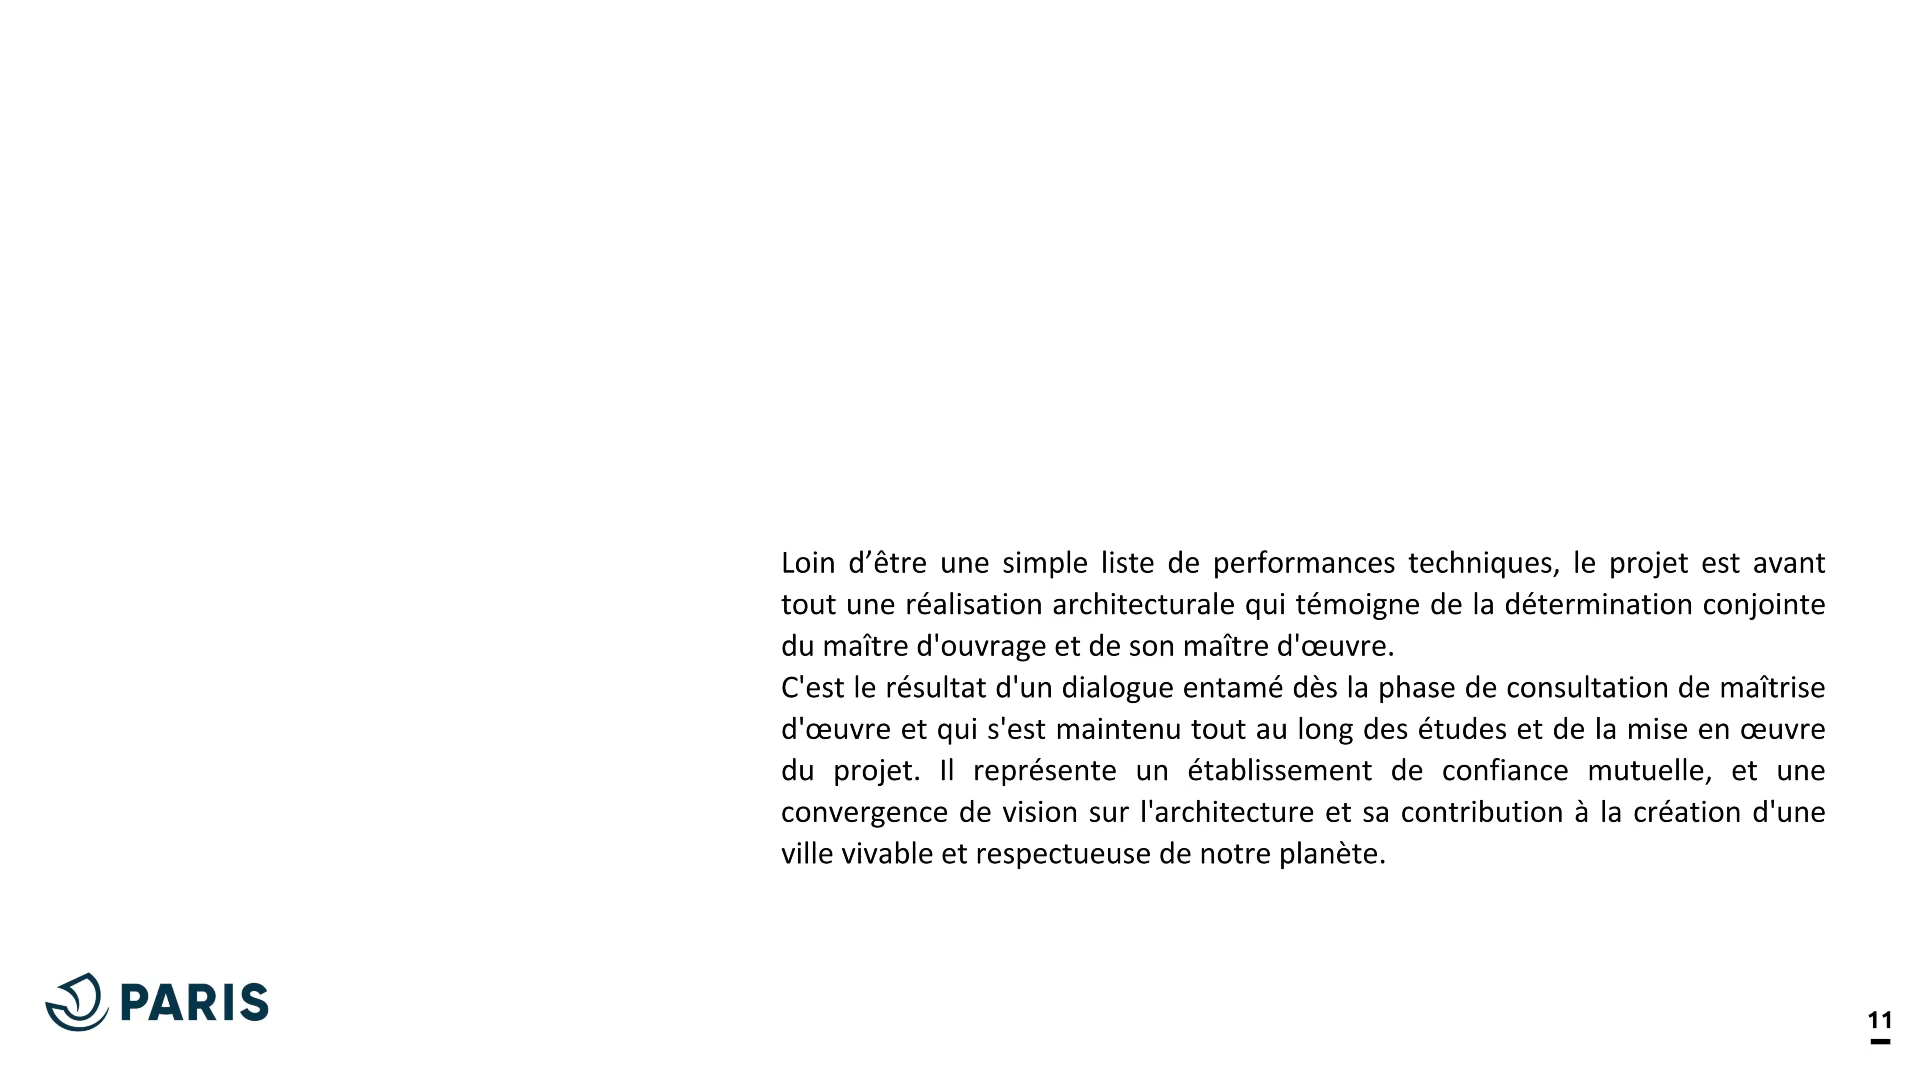 Loin d’être une simple liste de performances techniques, le projet est avant
tout une réalisation architecturale qui témoigne de la détermination conjointe
du maître d'ouvrage et de son maître d'œuvre.
C'est le résultat d'un dialogue entamé dès la phase de consultation de maîtrise
d'œuvre et qui s'est maintenu tout au long des études et de la mise en œuvre
du projet. Il représente un établissement de confiance mutuelle, et une
convergence de vision sur l'architecture et sa contribution à la création d'une
ville vivable et respectueuse de notre planète.
PARIS
11